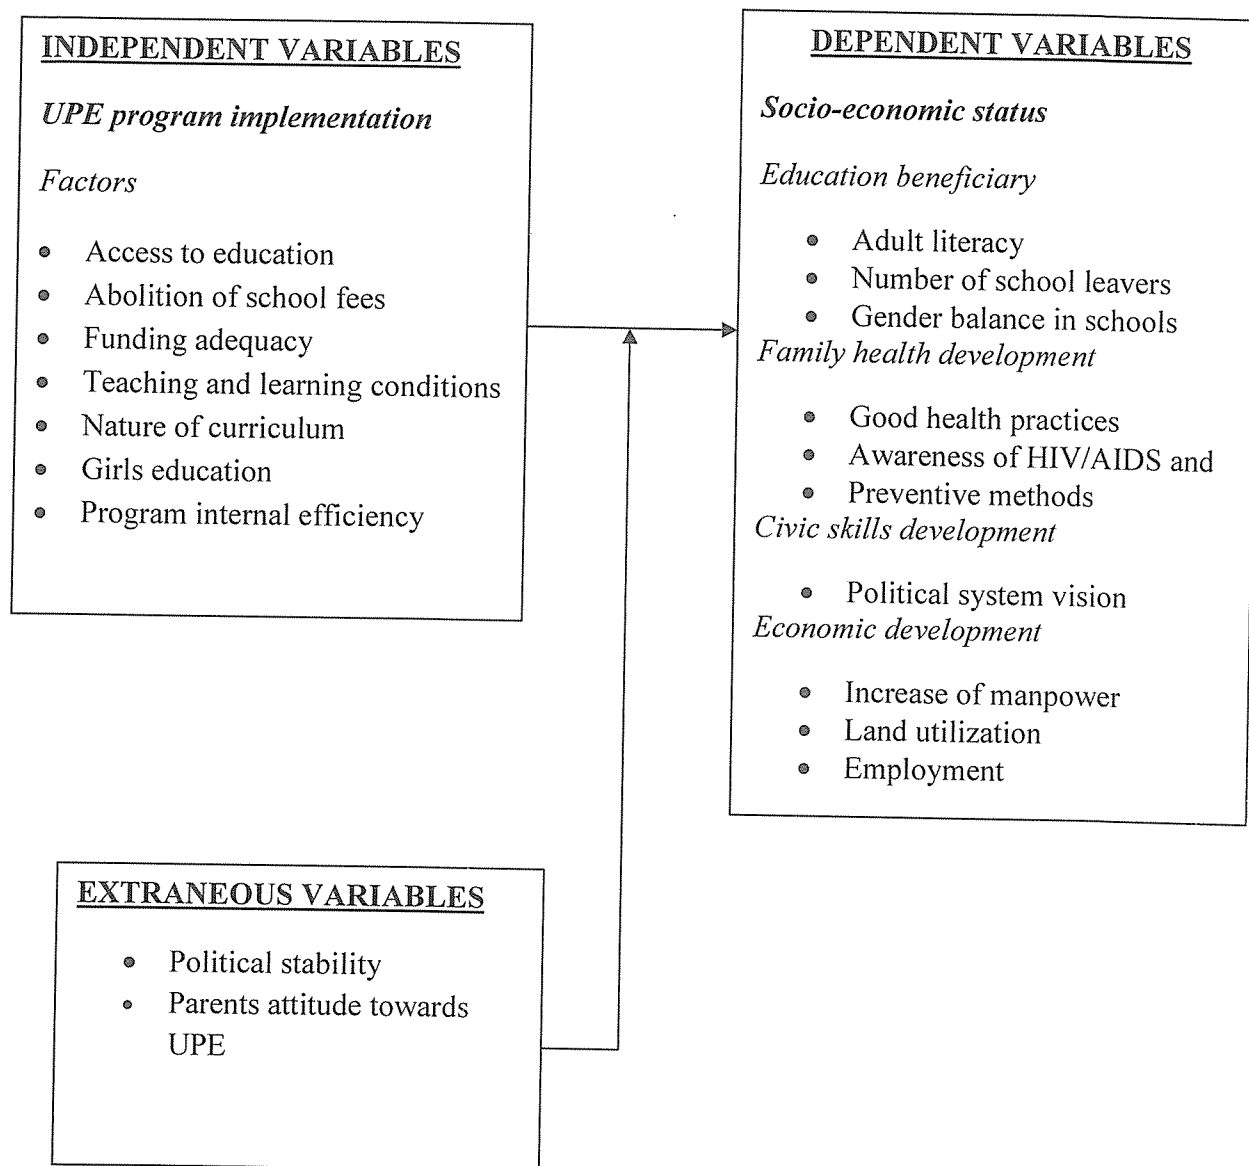 INDEPENDENT VARIABLES
UPE program implementation
Factors
• Access to education
• Abolition of school fees
• Funding adequacy
• Teaching and learning conditions
• Nature of curriculum
• Girls education
• Program internal efficiency
DEPENDENT VARIABLES
Socio-economic status
Education beneficiary
• Adult literacy
• Number of school leavers
• Gender balance in schools
Family health development
• Good health practices
• Awareness of HIV/AIDS and
• Preventive methods
Civic skills development
• Political system vision
Economic development
• Increase of manpower
• Land utilization
• Employment
EXTRANEOUS VARIABLES
• Political stability
• Parents attitude towards
UPE